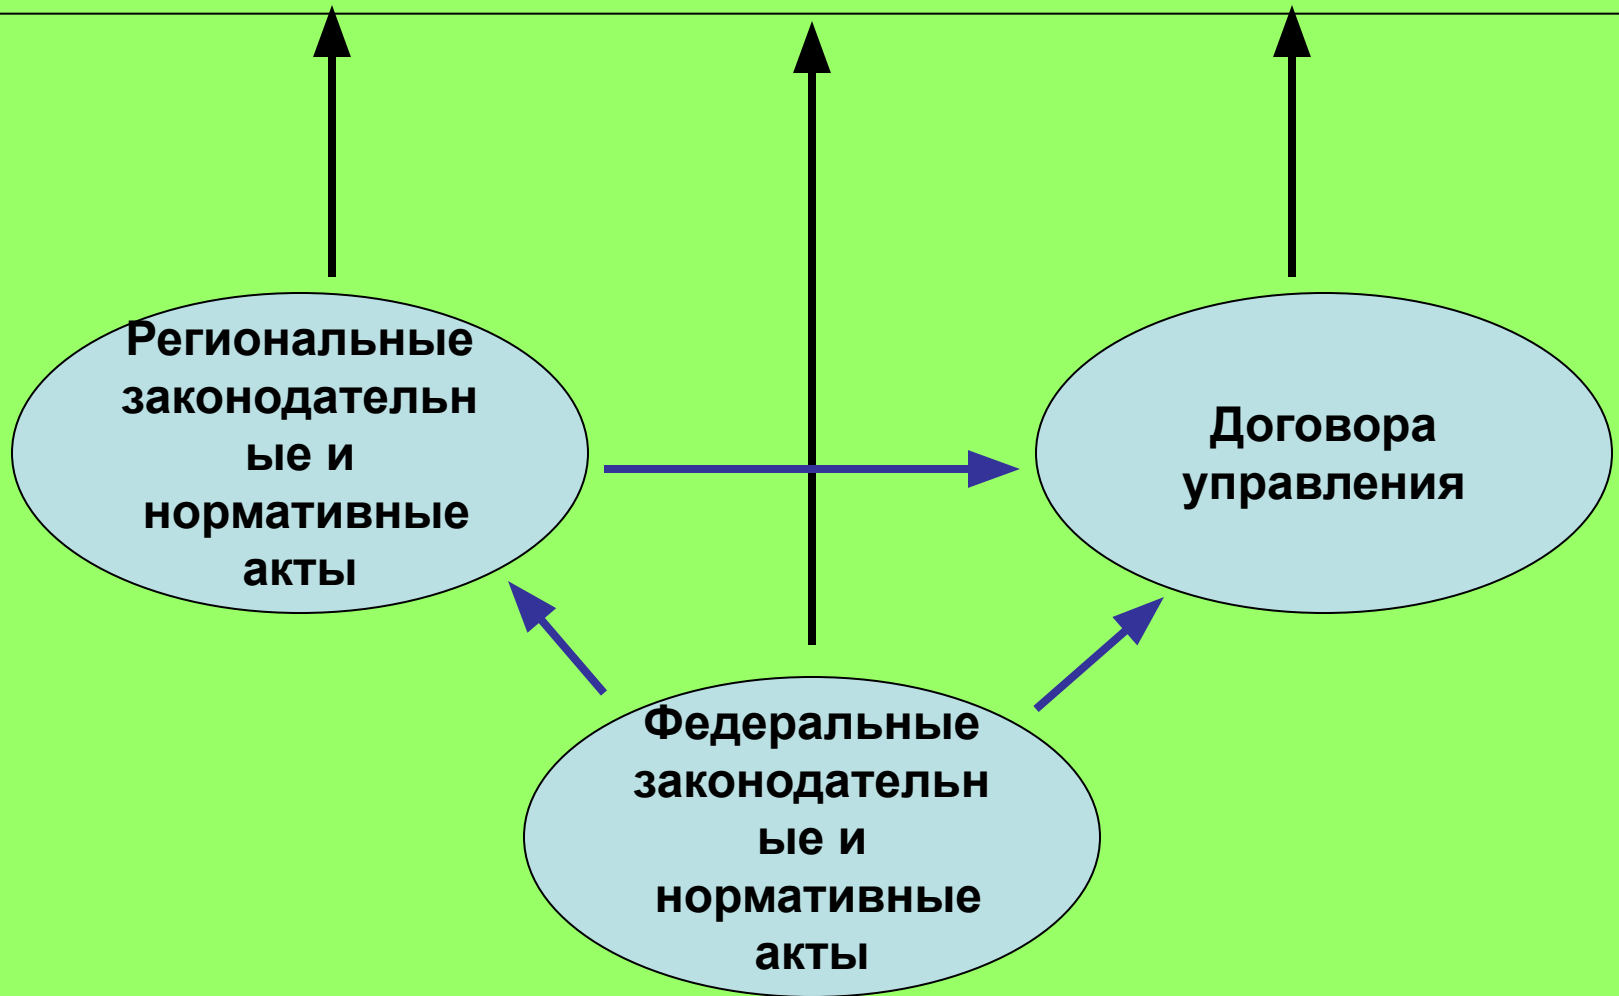 Региональные
законодательн
ые и
нормативные
акты
Договора
управления
Федеральные
законодательн
ые и
нормативные
акты